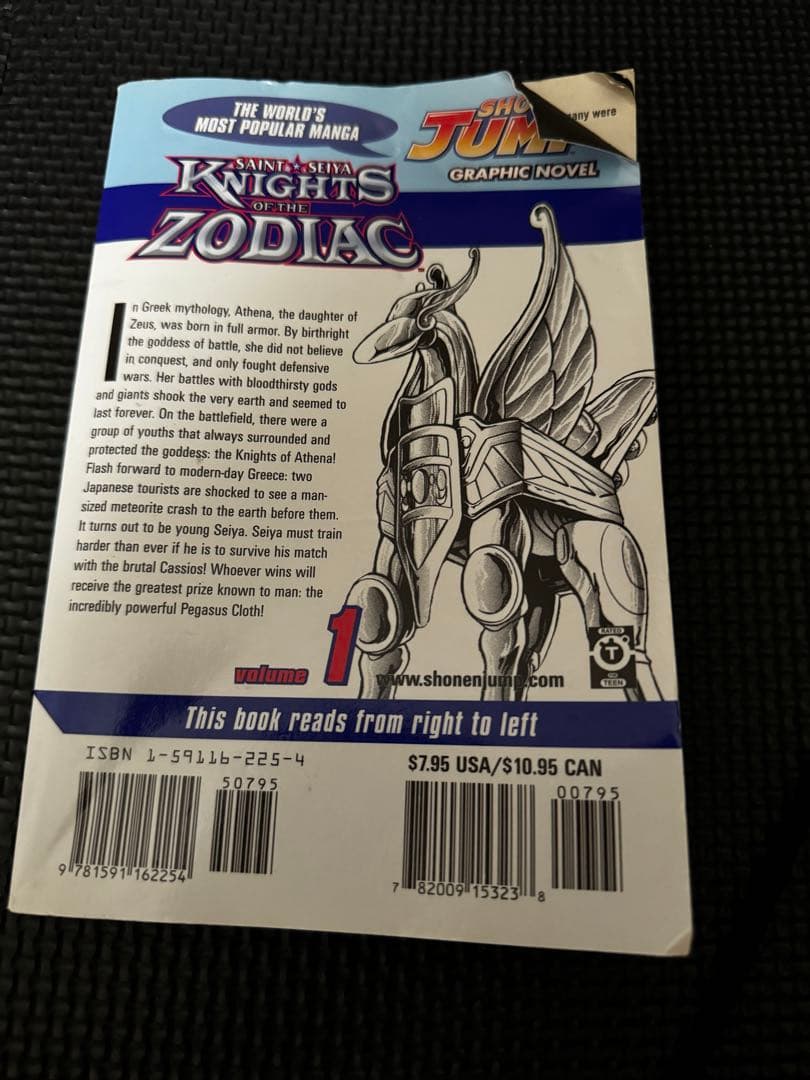 THE WORLD'S
MOST POPULAR MANGA
SHO
JUM
any were
GRAPHIC NOVEL
SAINT SEIYA
KNIGHTS
OF THE
ZODIAC
In Greek mythology, Athena, the daughter of
Zeus, was born in full armor. By birthright
the goddess of battle, she did not believe
in conquest, and only fought defensive
wars. Her battles with bloodthirsty gods
and giants shook the very earth and seemed to
last forever. On the battlefield, there were a
group of youths that always surrounded and
protected the goddess: the Knights of Athena!
Flash forward to modern-day Greece: two
Japanese tourists are shocked to see a man-
sized meteorite crash to the earth before them.
It turns out to be young Seiya. Seiya must train
harder than ever if he is to survive his match
with the brutal Cassios! Whoever wins will
receive the greatest prize known to man: the
incredibly powerful Pegasus Cloth!
volume 1
www.shonenjump.com
RATED
T
TEEN
This book reads from right to left
ISBN 1-59116-225-4
50795
9 781591 162254
$7.95 USA/$10.95 CAN
00795
7 82009 15323 8